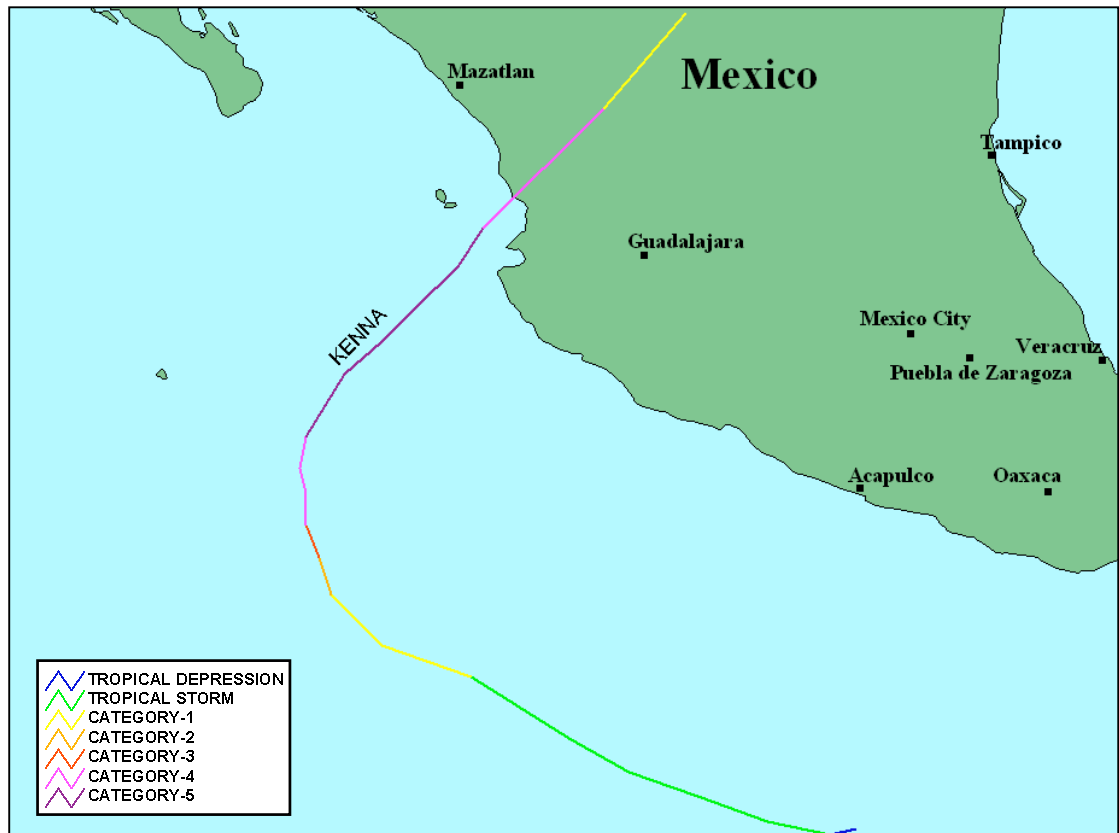 Mexico
Mazatlan
Tampico
Guadalajara
KENNA
Mexico City
Veracruz
Puebla de Zaragoza
Acapulco
Oaxaca
TROPICAL DEPRESSION
TROPICAL STORM
CATEGORY-1
CATEGORY-2
CATEGORY-3
CATEGORY-4
CATEGORY-5